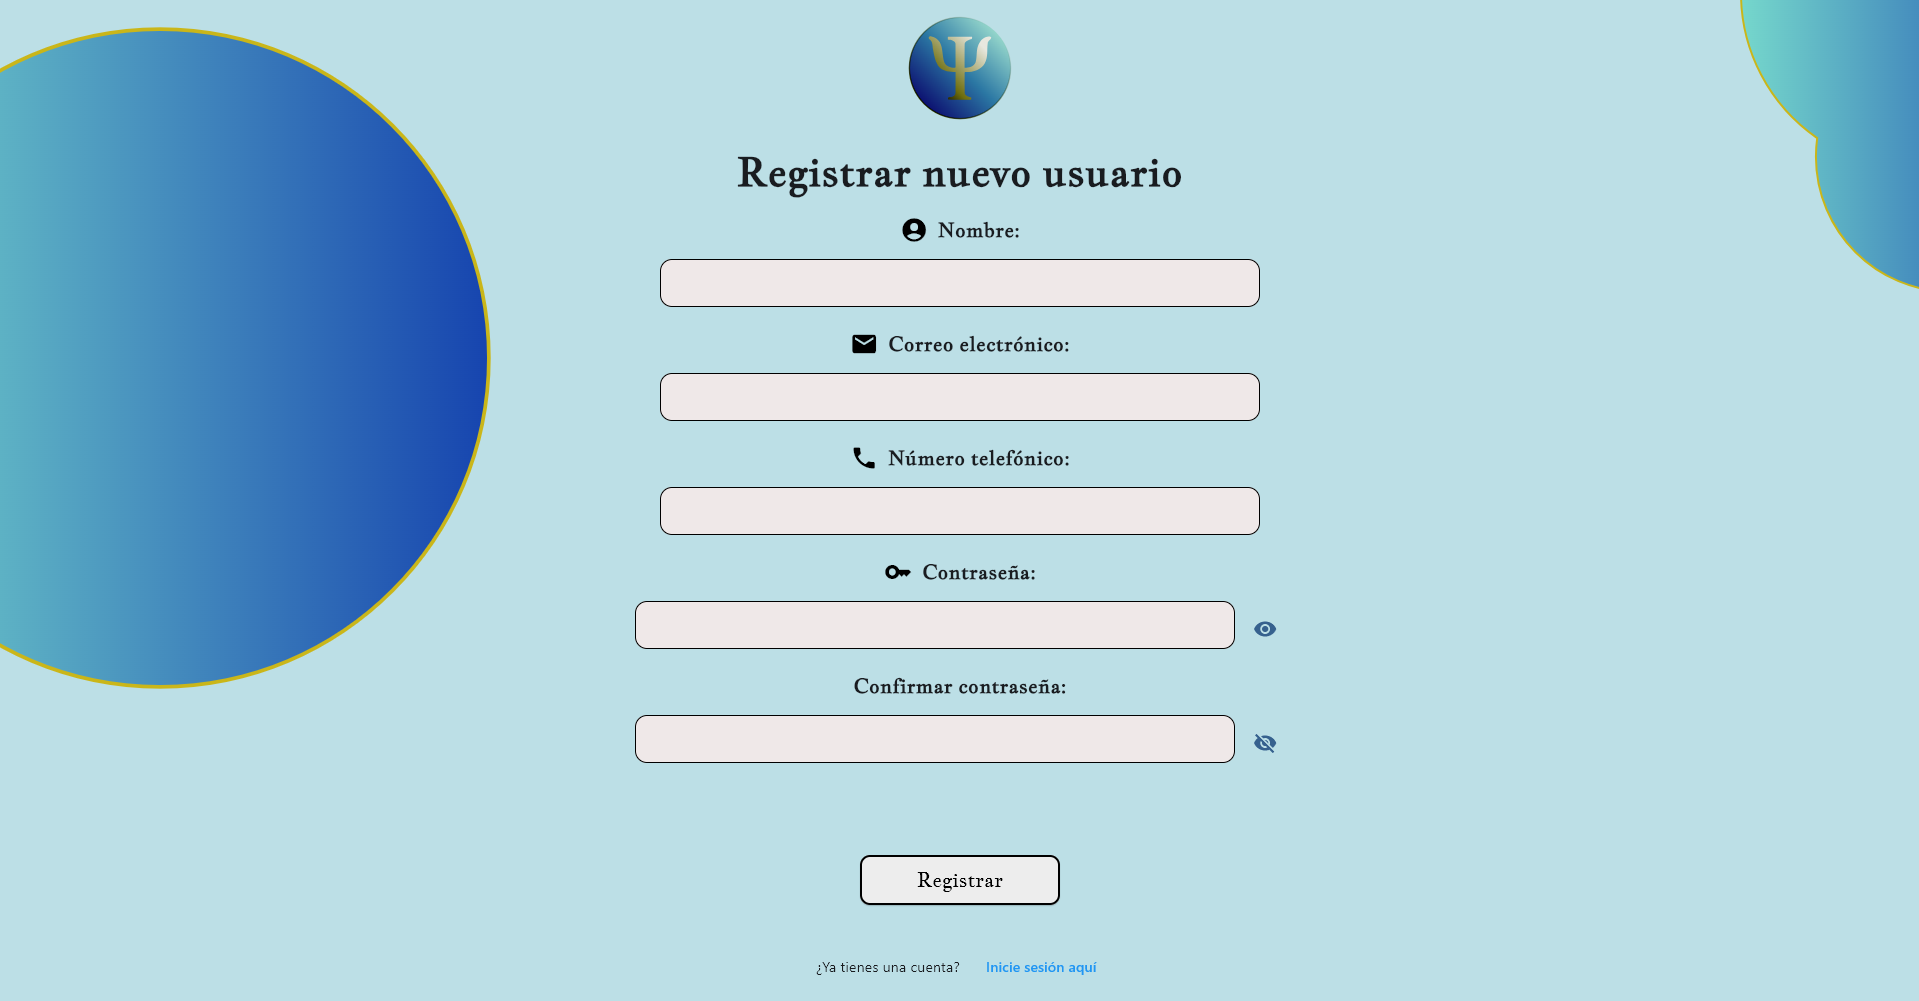 Ψ
Registrar nuevo usuario
Nombre:
Correo electrónico:
Número telefónico:
Contraseña:
Confirmar contraseña:
Registrar
¿Ya tienes una cuenta? Inicie sesión aquí